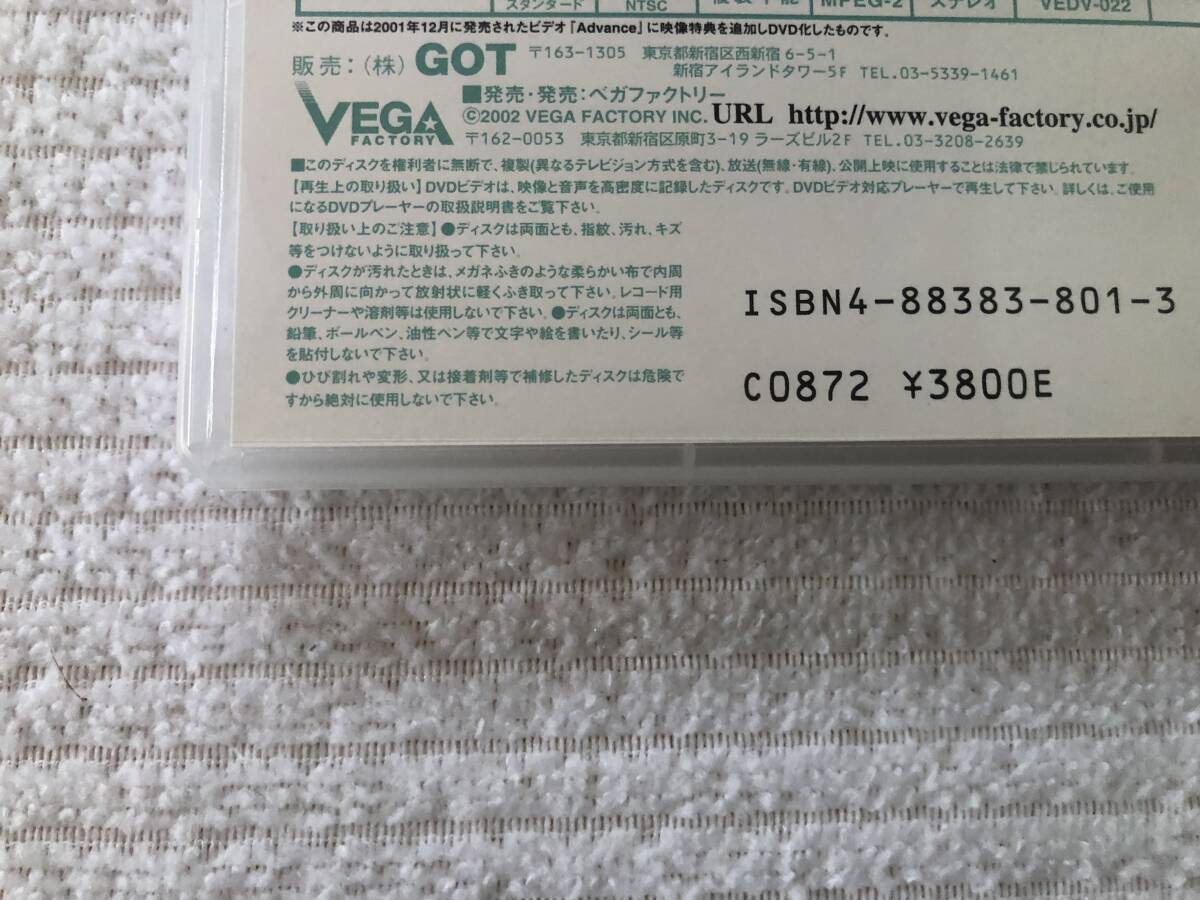 スタンダード NTSC 複製不能 MPEG-2 ステレオ VEDV-022
※この商品は2001年12月に発売されたビデオ「Advance」に映像特典を追加しDVD化したものです。
販売:(株)GOT 〒163-1305 東京都新宿区西新宿6-5-1
新宿アイランドタワー5F TEL.03-5339-1461
VEGA
FACTORY
■発売・発売:ベガファクトリー
©2002 VEGA FACTORY INC. URL http://www.vega-factory.co.jp/
〒162-0053 東京都新宿区原町3-19 ラーズビル2F TEL.03-3208-2639
■このディスクを権利者に無断で、複製(異なるテレビジョン方式を含む)、放送(無線・有線)、公開上映に使用することは法律で禁じられています。
【再生上の取り扱い】DVDビデオは、映像と音声を高密度に記録したディスクです。DVDビデオ対応プレーヤーで再生して下さい。詳しくは、ご使用
になるDVDプレーヤーの取扱説明書をご覧下さい。
【取り扱い上のご注意】●ディスクは両面とも、指紋、汚れ、キズ
等をつけないように取り扱って下さい。
●ディスクが汚れたときは、メガネふきのような柔らかい布で内周
から外周に向かって放射状に軽くふき取って下さい。レコード用
クリーナーや溶剤等は使用しないで下さい。●ディスクは両面とも、
鉛筆、ボールペン、油性ペン等で文字や絵を書いたり、シール等
を貼付しないで下さい。
●ひび割れや変形、又は接着剤等で補修したディスクは危険で
すから絶対に使用しないで下さい。
ISBN4-88383-801-3
C0872 ¥3800E